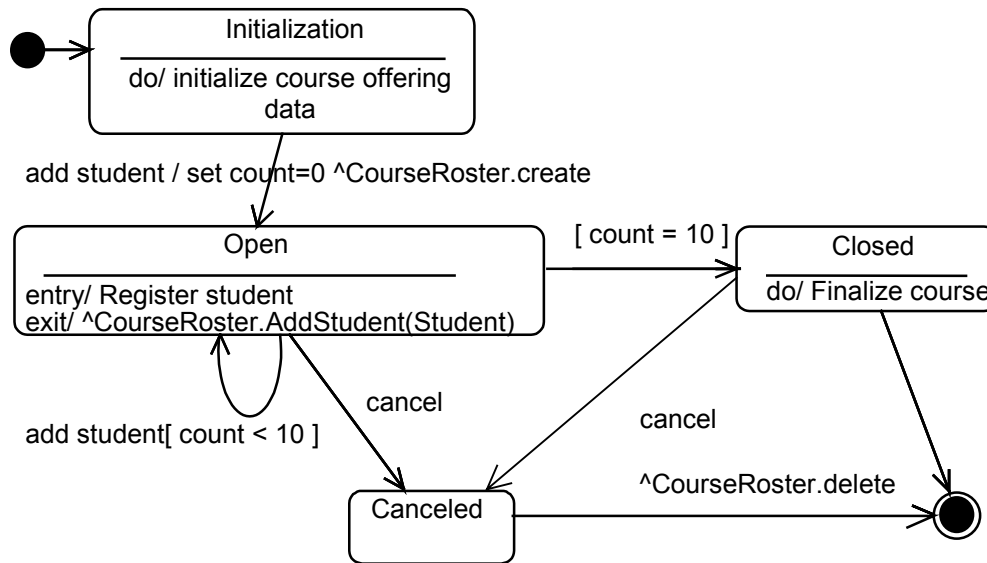 Initialization
do/ initialize course offering
data
add student / set count=0 ^CourseRoster.create
Open
entry/ Register student
exit/ ^CourseRoster.AddStudent(Student)
[ count = 10 ]
Closed
do/ Finalize course
add student[ count < 10 ]
cancel
cancel
^CourseRoster.delete
Canceled